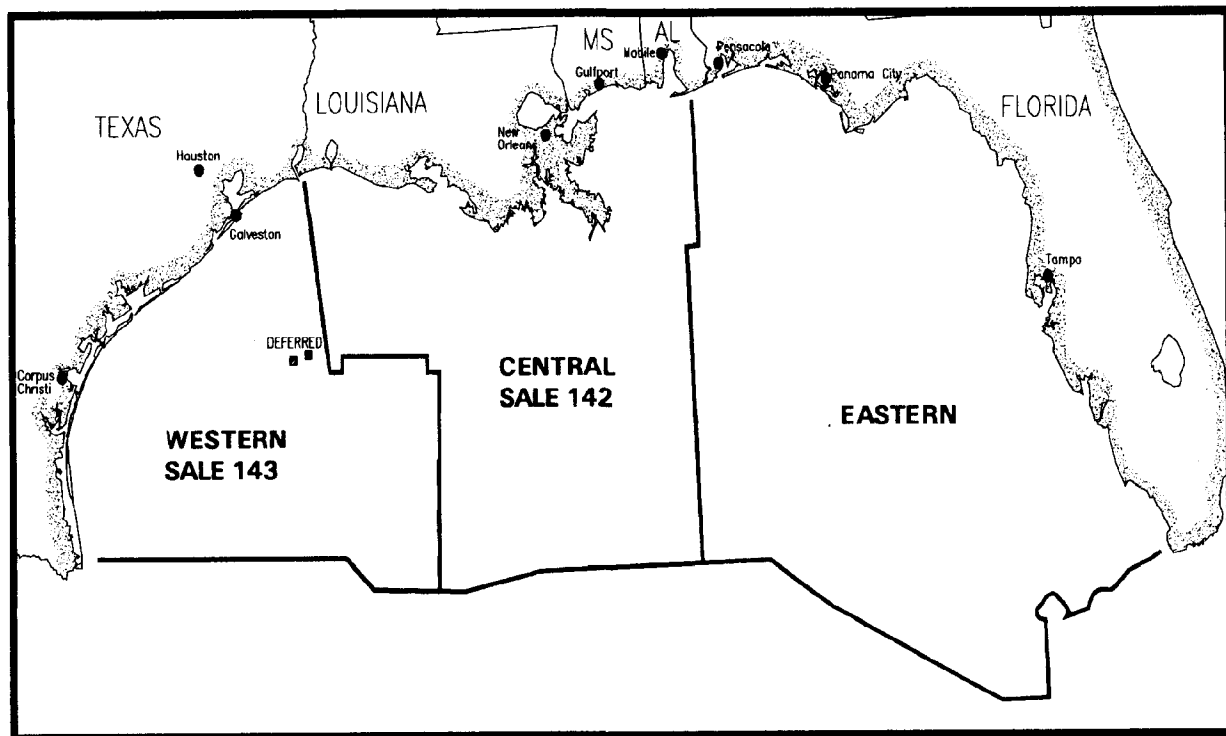 MS
AL
Mobile
Pensacola
Gulfport
Panama City
LOUISIANA
FLORIDA
TEXAS
New
Orleans
Houston
Galveston
Tampa
DEFERRED
Corpus
Christi
CENTRAL
SALE 142
EASTERN
WESTERN
SALE 143